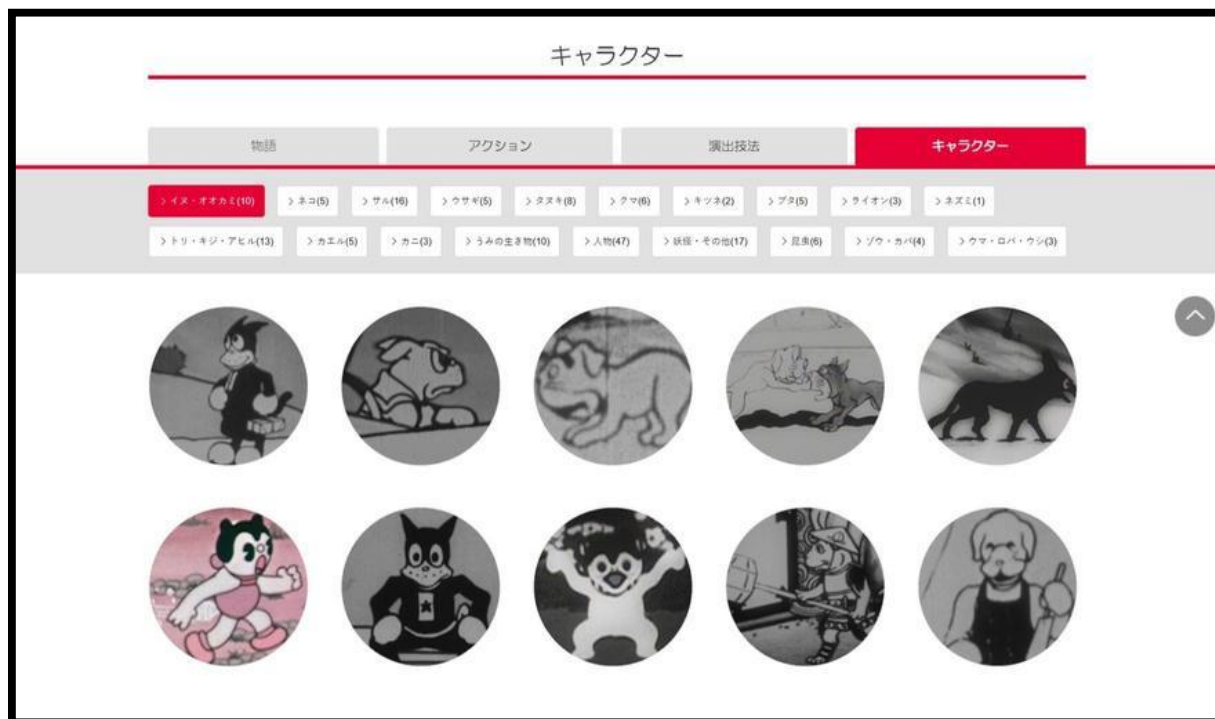 キャラクター
物語 アクション 演出技法 キャラクター
> イヌ・オオカミ(10) > ネコ(5) > サル(16) > ウサギ(5) > タヌキ(8) > クマ(6) > キツネ(2) > ブタ(5) > ライオン(3) > ネズミ(1)
> トリ・キジ・アヒル(13) > カエル(5) > カニ(3) > うみの生き物(10) > 人物(47) > 妖怪・その他(17) > 昆虫(6) > ゾウ・カバ(4) > ウマ・ロバ・ウシ(3)